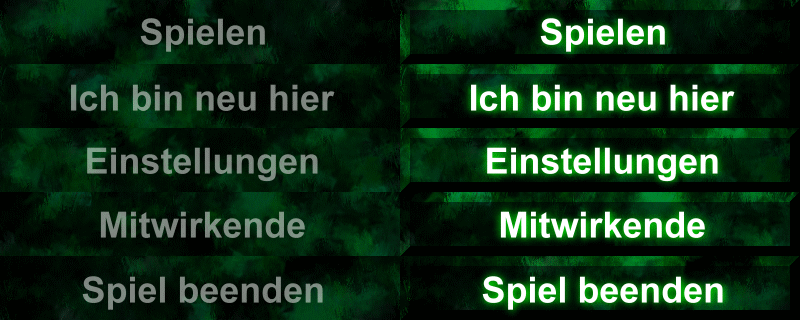 Spielen
Spielen
Ich bin neu hier
Ich bin neu hier
Einstellungen
Einstellungen
Mitwirkende
Mitwirkende
Spiel beenden
Spiel beenden